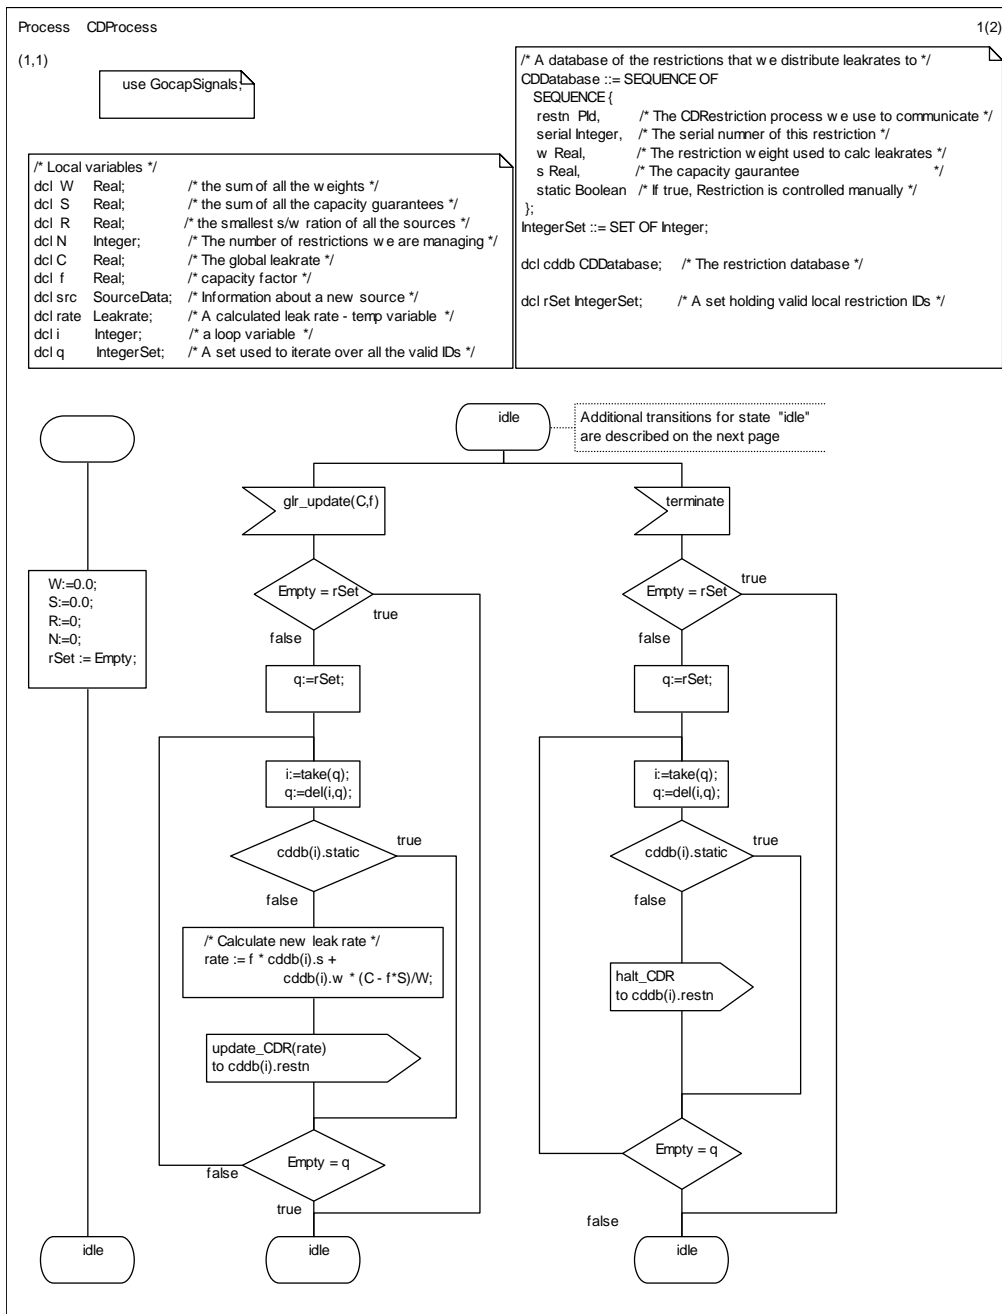 Process CDProcess
1(2)
(1,1)
use GocapSignals;
/* Local variables */
dcl W Real; /* the sum of all the weights */
dcl S Real; /* the sum of all the capacity guarantees */
dcl R Real; /* the smallest s/w ration of all the sources */
dcl N Integer; /* The number of restrictions we are managing */
dcl C Real; /* The global leakrate */
dcl f Real; /* capacity factor */
dcl src SourceData; /* Information about a new source */
dcl rate Leakrate; /* A calculated leak rate - temp variable */
dcl i Integer; /* a loop variable */
dcl q IntegerSet; /* A set used to iterate over all the valid IDs */
/* A database of the restrictions that we distribute leakrates to */
CDDatabase ::= SEQUENCE OF
SEQUENCE {
restn PId, /* The CDRestriction process we use to communicate */
serial Integer, /* The serial numner of this restriction */
w Real, /* The restriction weight used to calc leakrates */
s Real, /* The capacity gaurantee */
static Boolean /* If true, Restriction is controlled manually */
};
IntegerSet ::= SET OF Integer;
dcl cddb CDDatabase; /* The restriction database */
dcl rSet IntegerSet; /* A set holding valid local restriction IDs */
idle
Additional transitions for state "idle"
are described on the next page
W:=0.0;
S:=0.0;
R:=0;
N:=0;
rSet := Empty;
idle
glr_update(C,f)
Empty = rSet
true
false
q:=rSet;
i:=take(q);
q:=del(i,q);
cddb(i).static
true
false
/* Calculate new leak rate */
rate := f * cddb(i).s +
cddb(i).w * (C - f*S)/W;
update_CDR(rate)
to cddb(i).restn
Empty = q
false
true
idle
terminate
Empty = rSet
true
false
q:=rSet;
i:=take(q);
q:=del(i,q);
cddb(i).static
true
false
halt_CDR
to cddb(i).restn
Empty = q
false
idle